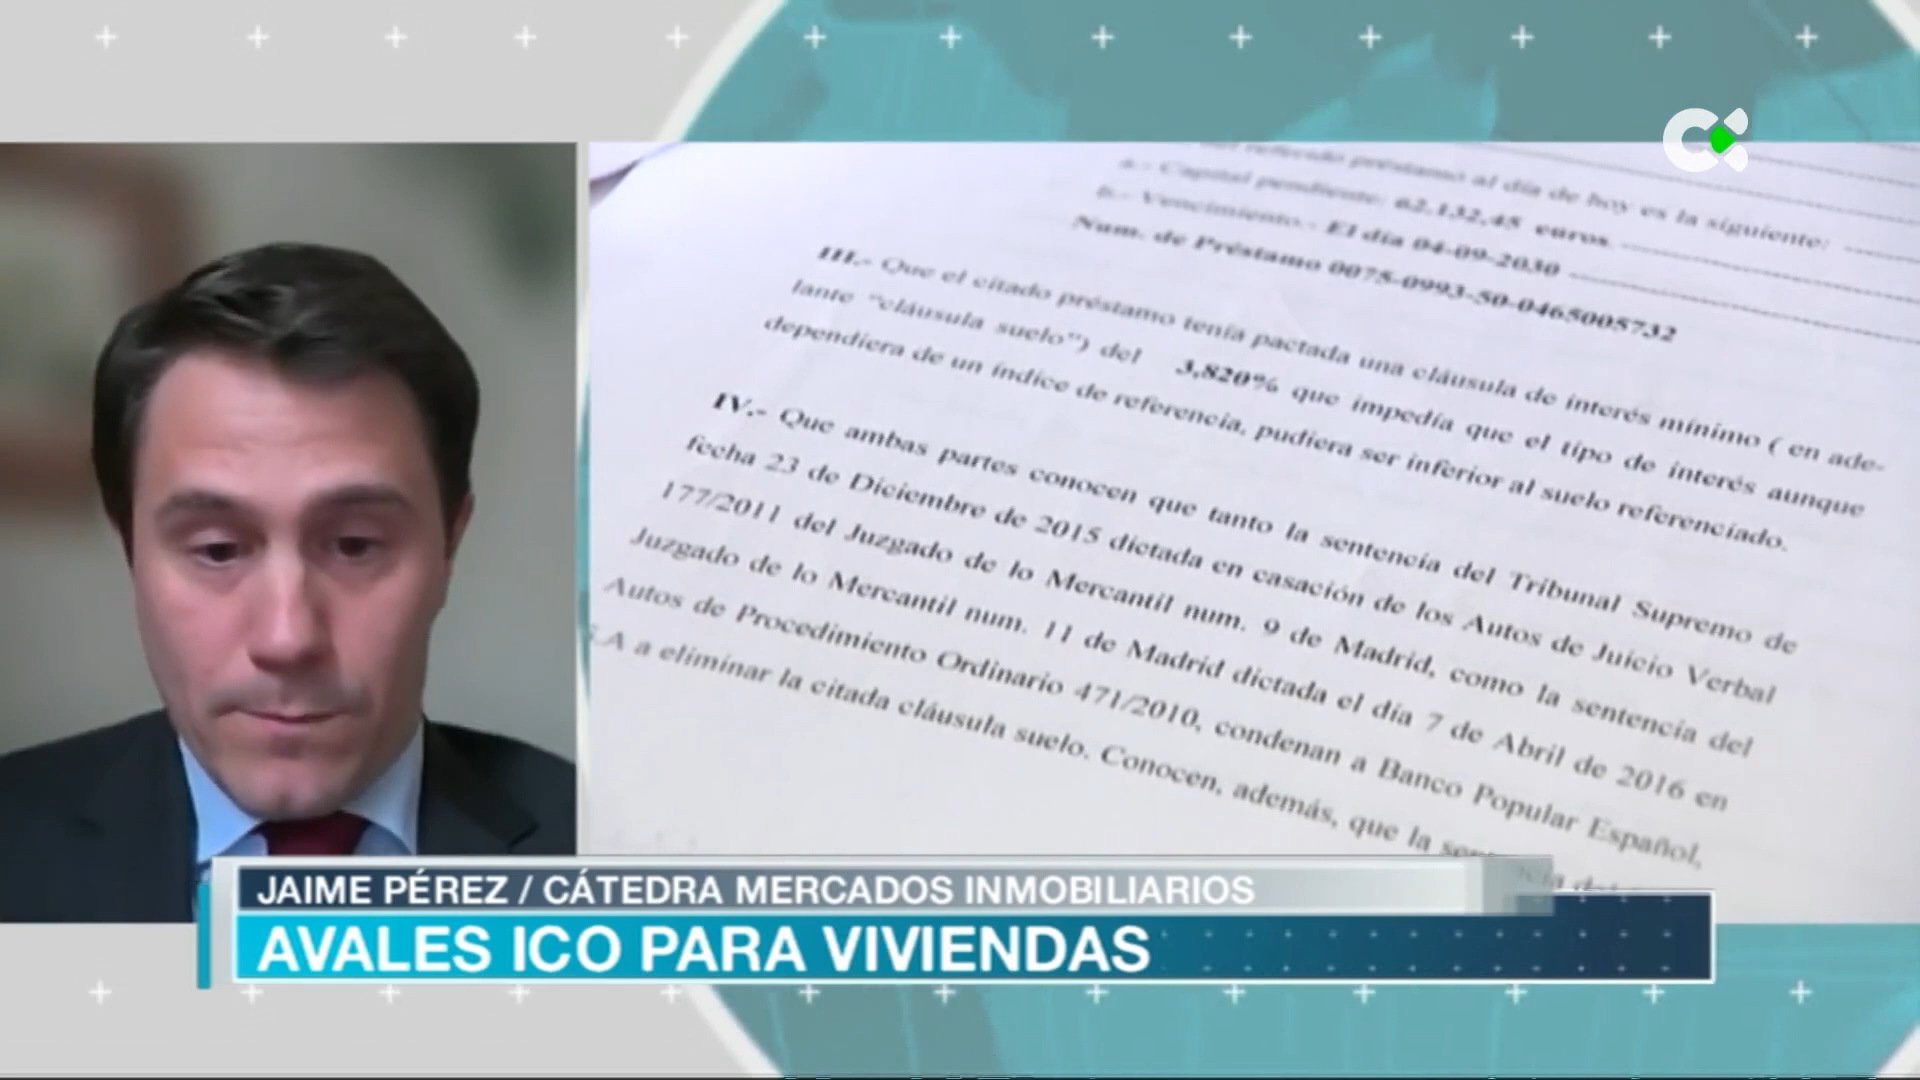 el referido préstamo al día de hoy es la siguiente:
a.- Capital pendiente: 62.132,45 euros.
b.- Vencimiento.- El día 04-09-2030
Num. de Préstamo 0075-0993-50-0465005732
III.- Que el citado préstamo tenía pactada una cláusula de interés mínimo ( en ade-
lante "cláusula suelo") del 3,820% que impedía que el tipo de interés aunque
dependiera de un índice de referencia, pudiera ser inferior al suelo referenciado.
IV.- Que ambas partes conocen que tanto la sentencia del Tribunal Supremo de
fecha 23 de Diciembre de 2015 dictada en casación de los Autos de Juicio Verbal
177/2011 del Juzgado de lo Mercantil num. 9 de Madrid, como la sentencia del
Juzgado de lo Mercantil num. 11 de Madrid dictada el día 7 de Abril de 2016 en
Autos de Procedimiento Ordinario 471/2010, condenan a Banco Popular Español,
S.A a eliminar la citada cláusula suelo. Conocen, además, que la
JAIME PÉREZ / CÁTEDRA MERCADOS INMOBILIARIOS
AVALES ICO PARA VIVIENDAS